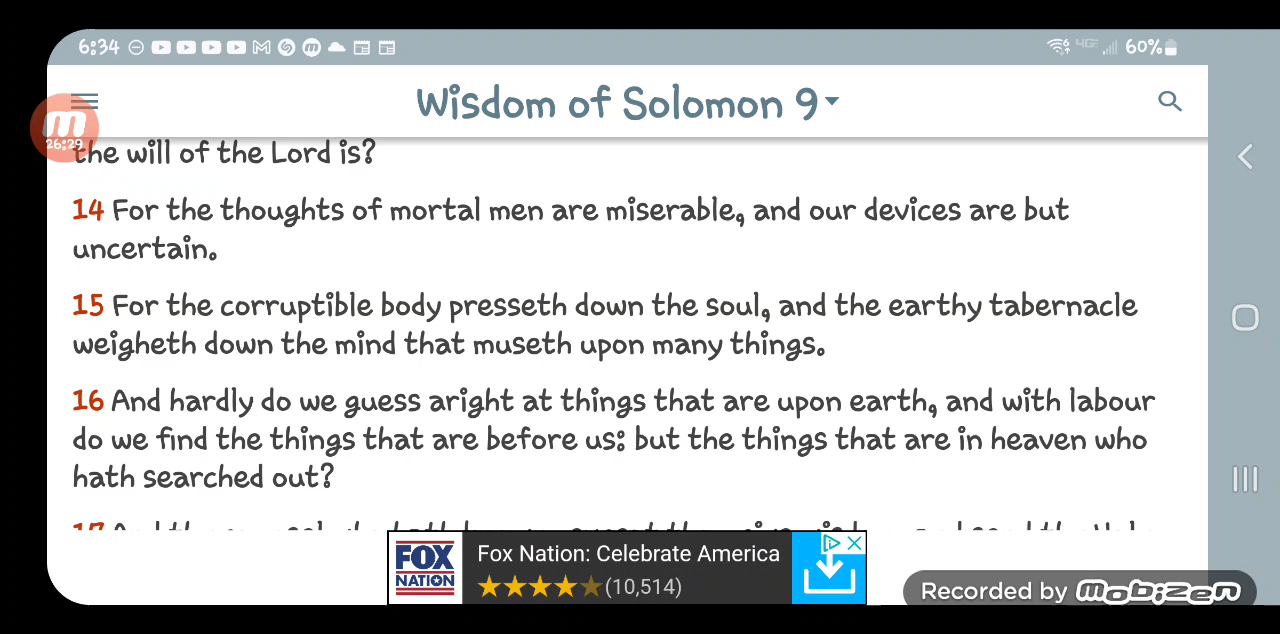 6:34 60%
Wisdom of Solomon 9
26:29
the will of the Lord is?
14 For the thoughts of mortal men are miserable, and our devices are but
uncertain.
15 For the corruptible body presseth down the soul, and the earthy tabernacle
weigheth down the mind that museth upon many things.
16 And hardly do we guess aright at things that are upon earth, and with labour
do we find the things that are before us: but the things that are in heaven who
hath searched out?
17 And
FOX
NATION
Fox Nation: Celebrate America
(10,514)
Recorded by mobizen